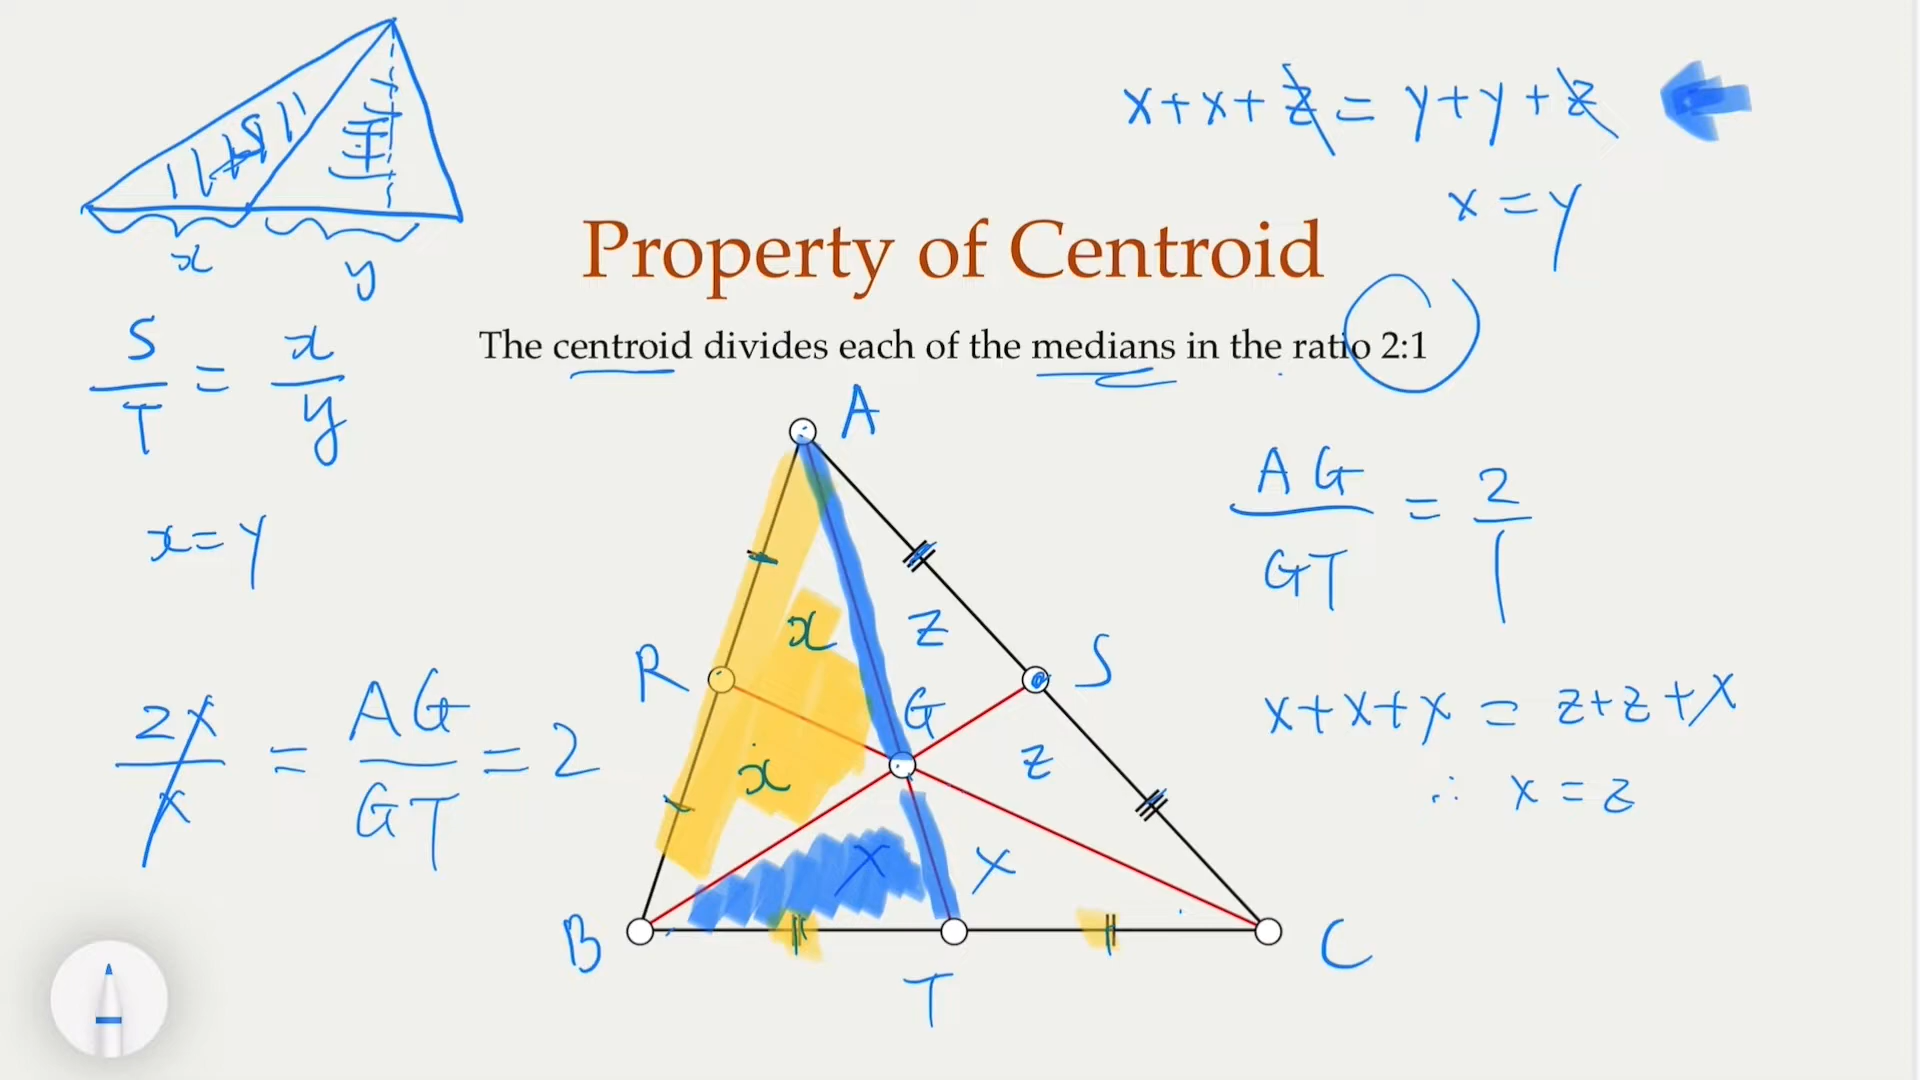 S
T
x
y
x + x + z = y + y + z
x = y
Property of Centroid
The centroid divides each of the medians in the ratio 2:1
S/T = x/y
x = y
AG/GT = 2/1
2x/x = AG/GT = 2
x + x + x = z + z + x
∴ x = z
A
x
z
R
S
G
x
z
x
x
B
C
T